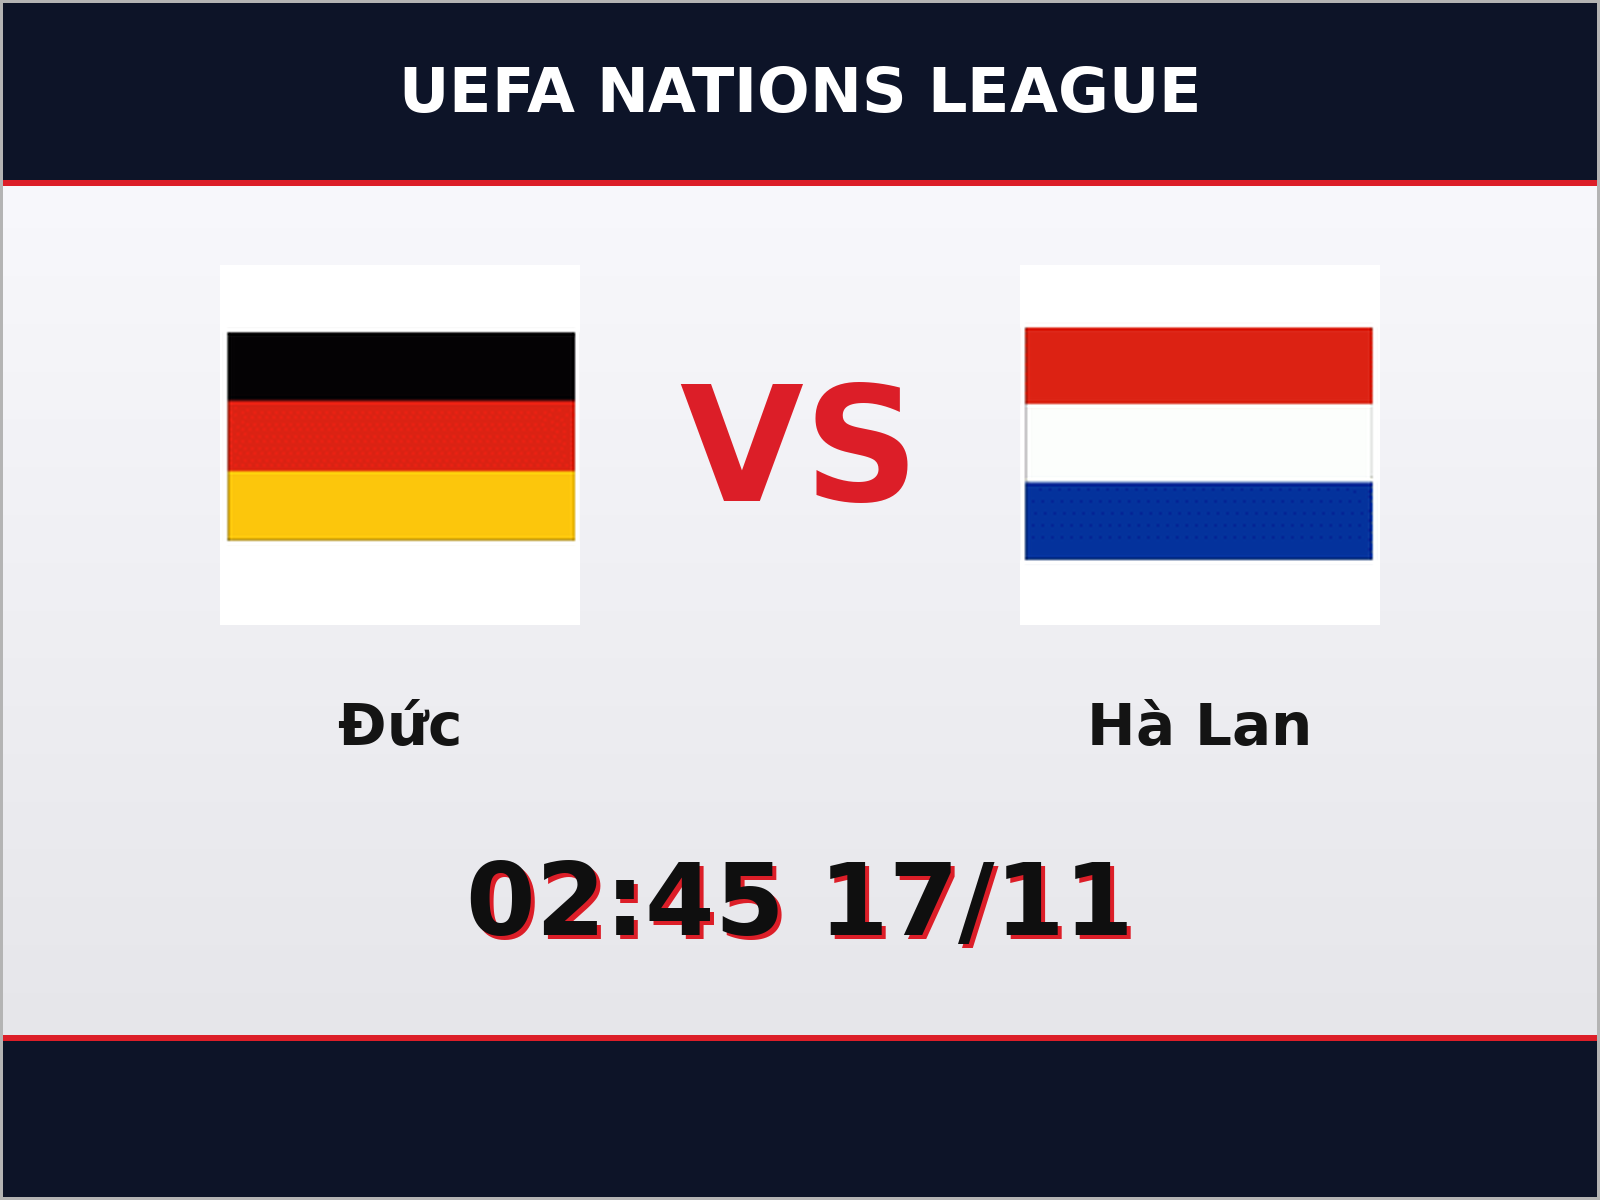 UEFA NATIONS LEAGUE
VS
Đức
Hà Lan
02:45 17/11